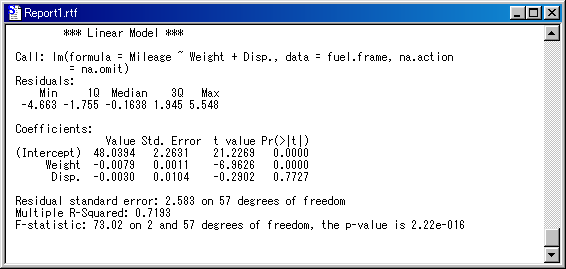 Report1.rtf
*** Linear Model ***
Call: lm(formula = Mileage ~ Weight + Disp., data = fuel.frame, na.action
= na.omit)
Residuals:
Min 1Q Median 3Q Max
-4.663 -1.755 -0.1638 1.945 5.548
Coefficients:
Value Std. Error t value Pr(>|t|)
(Intercept) 48.0394 2.2631 21.2269 0.0000
Weight -0.0079 0.0011 -6.9626 0.0000
Disp. -0.0030 0.0104 -0.2902 0.7727
Residual standard error: 2.583 on 57 degrees of freedom
Multiple R-Squared: 0.7193
F-statistic: 73.02 on 2 and 57 degrees of freedom, the p-value is 2.22e-016